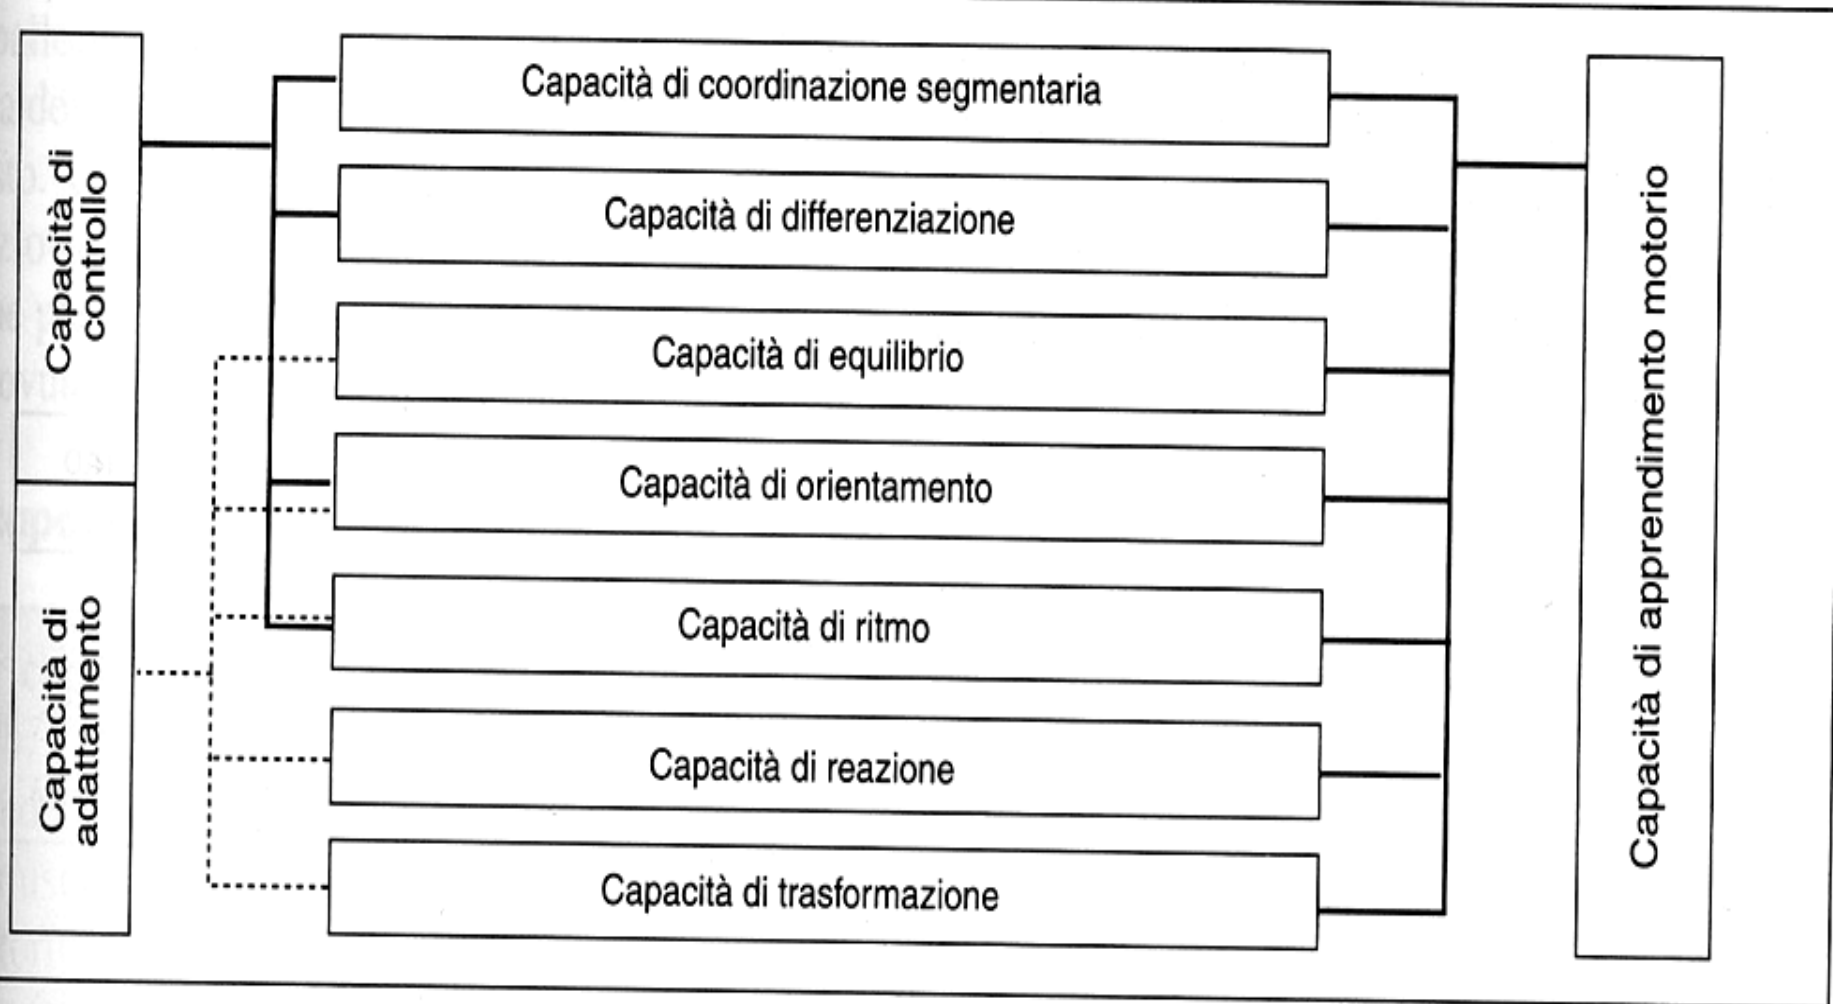 Capacità di
controllo
Capacità di
adattamento
Capacità di coordinazione segmentaria
Capacità di differenziazione
Capacità di equilibrio
Capacità di orientamento
Capacità di ritmo
Capacità di reazione
Capacità di trasformazione
Capacità di apprendimento motorio